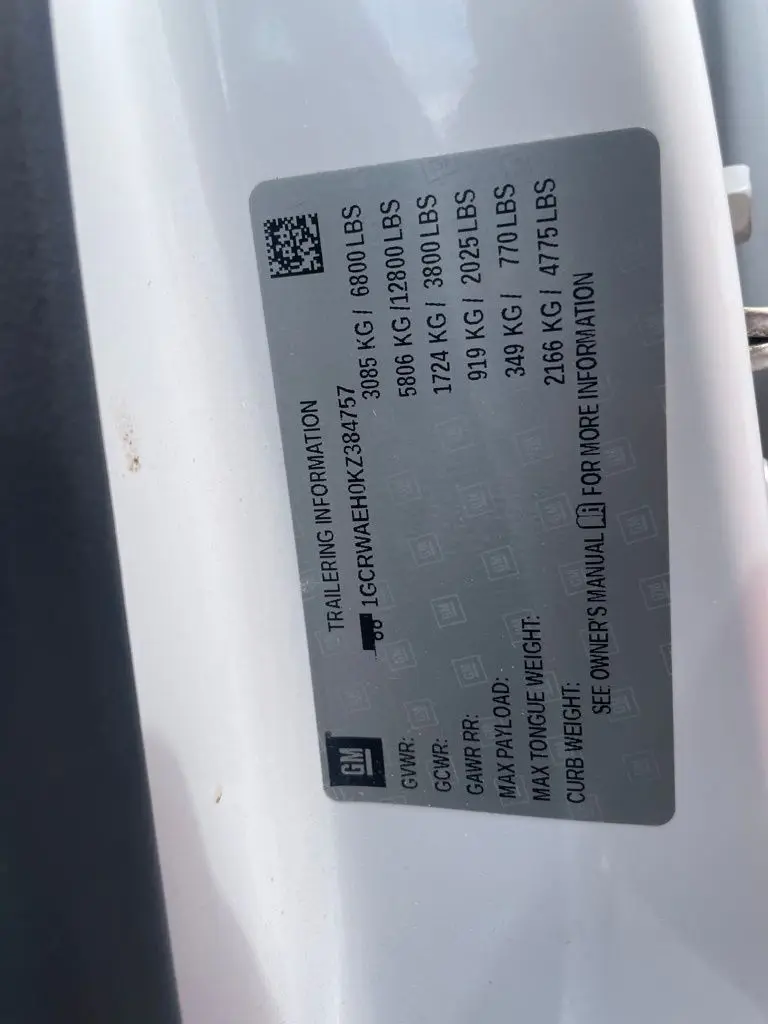 GM
TRAILERING INFORMATION
1GCRWAEH0KZ384757
GVWR: 3085 KG / 6800 LBS
GCWR: 5806 KG / 12800 LBS
GAWR RR: 1724 KG / 3800 LBS
MAX PAYLOAD: 919 KG / 2025 LBS
MAX TONGUE WEIGHT: 349 KG / 770 LBS
CURB WEIGHT: 2166 KG / 4775 LBS
SEE OWNER'S MANUAL FOR MORE INFORMATION